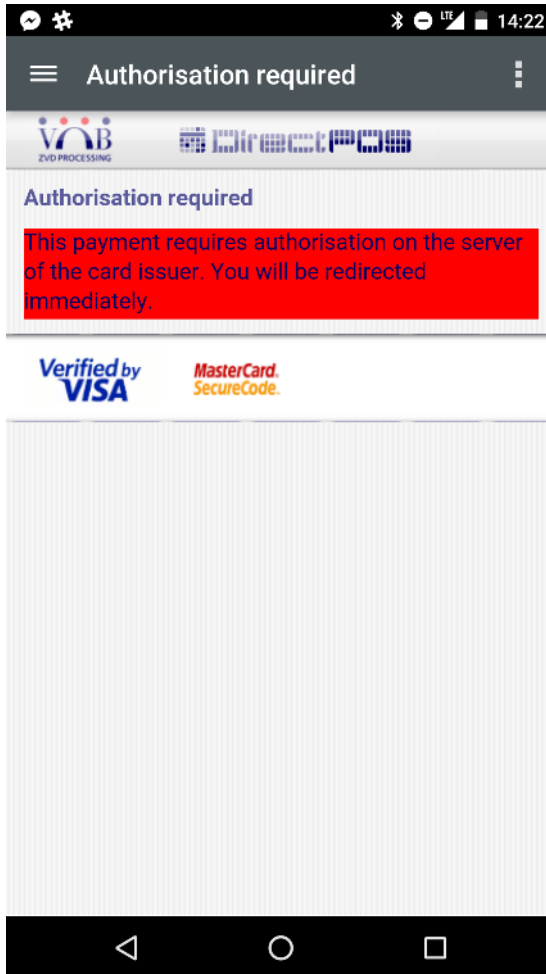 LTE 14:22
Authorisation required
VÖB
ZVD PROCESSING
DirectPOS
Authorisation required
This payment requires authorisation on the server
of the card issuer. You will be redirected
immediately.
Verified by
VISA
MasterCard.
SecureCode.